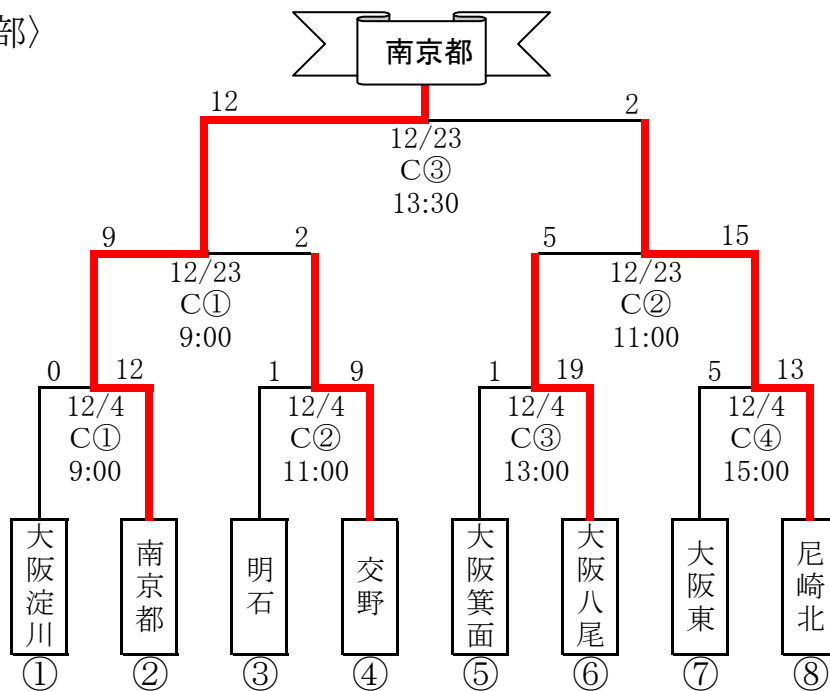 部〉
南京都
12
2
12/23
C③
13:30
9
2
5
15
12/23
C①
9:00
12/23
C②
11:00
0
12
1
9
1
19
5
13
12/4
C①
9:00
12/4
C②
11:00
12/4
C③
13:00
12/4
C④
15:00
大阪淀川
南京都
明石
交野
大阪箕面
大阪八尾
大阪東
尼崎北
①
②
③
④
⑤
⑥
⑦
⑧